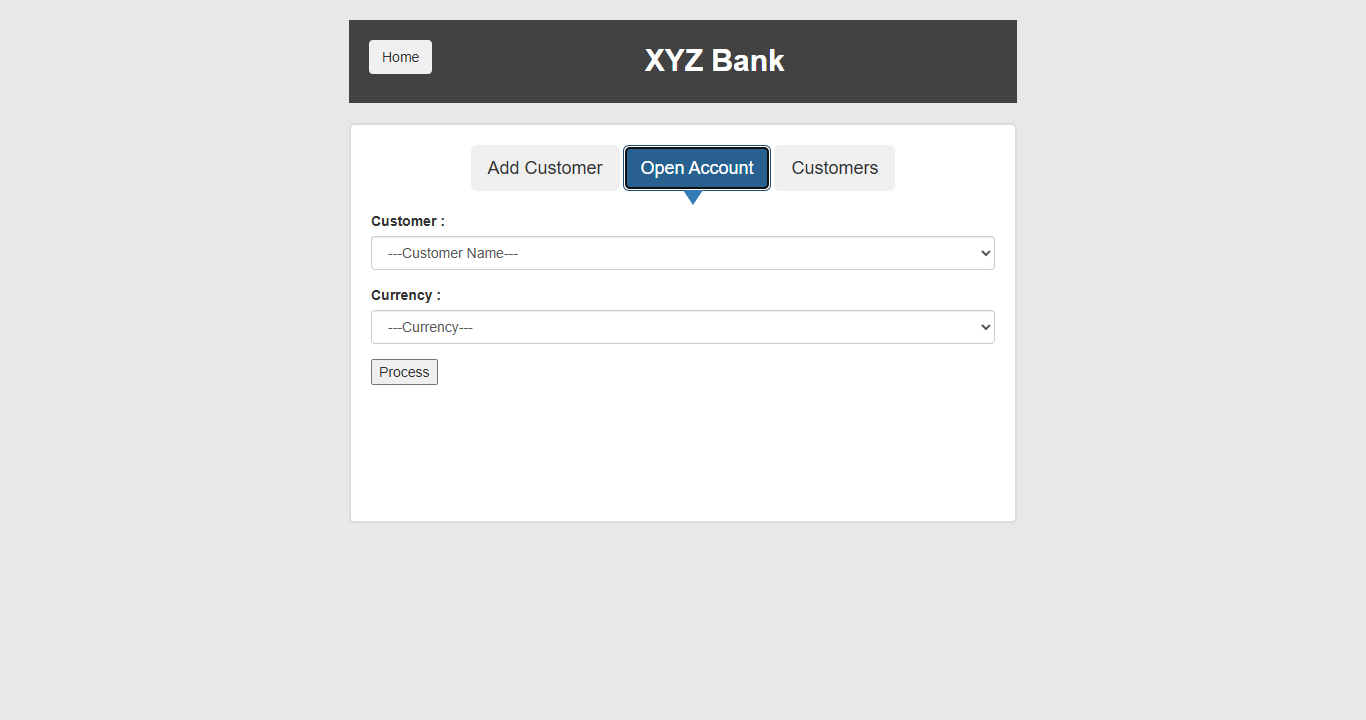 Home
XYZ Bank
Add Customer Open Account Customers
Customer :
---Customer Name---
Currency :
---Currency---
Process